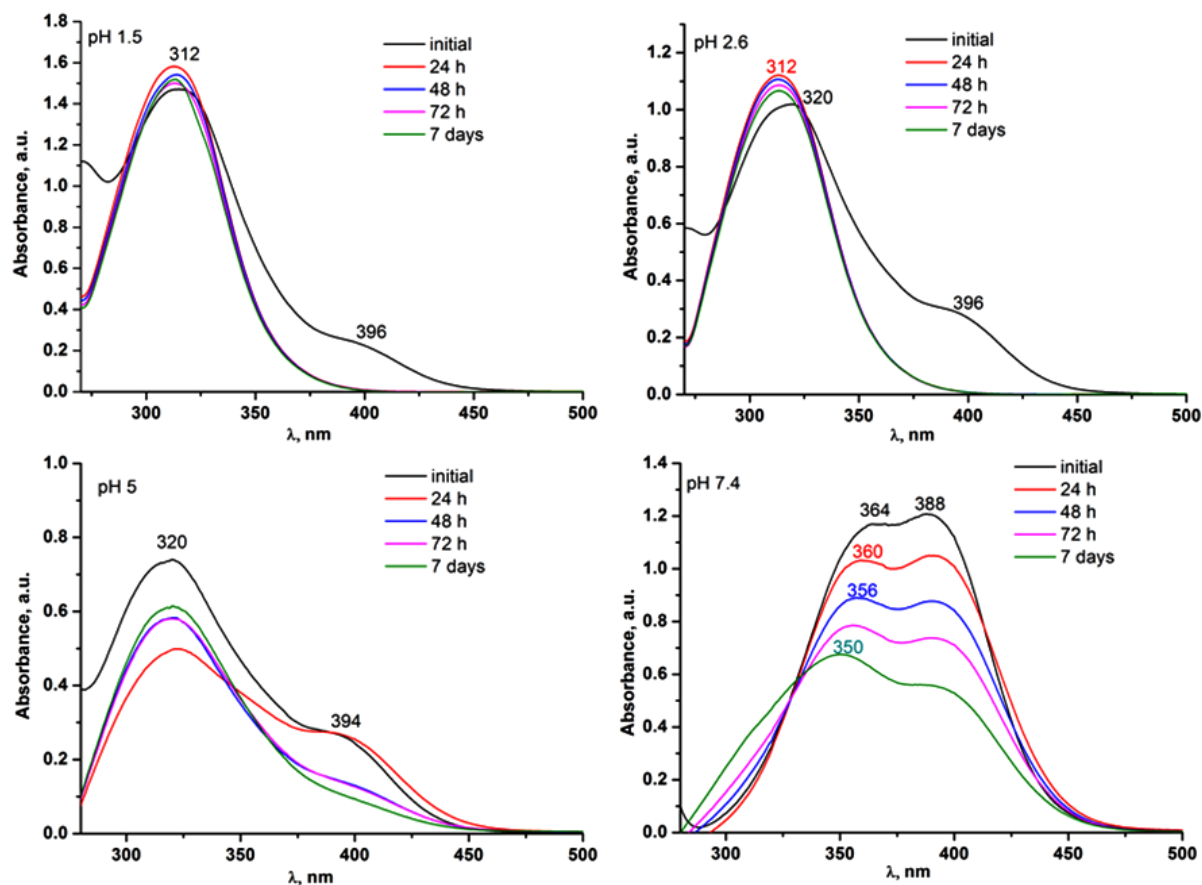 pH 1.5
312
396
initial
24 h
48 h
72 h
7 days
1.8
1.6
1.4
1.2
1.0
0.8
0.6
0.4
0.2
0.0
Absorbance, a.u.
300 350 400 450 500
λ, nm
pH 2.6
312
320
396
initial
24 h
48 h
72 h
7 days
1.2
1.0
0.8
0.6
0.4
0.2
0.0
Absorbance, a.u.
300 350 400 450 500
λ, nm
pH 5
320
394
initial
24 h
48 h
72 h
7 days
1.0
0.8
0.6
0.4
0.2
0.0
Absorbance, a.u.
300 350 400 450 500
λ, nm
pH 7.4
364 388
360
356
350
initial
24 h
48 h
72 h
7 days
1.4
1.2
1.0
0.8
0.6
0.4
0.2
0.0
Absorbance, a.u.
300 350 400 450 500
λ, nm